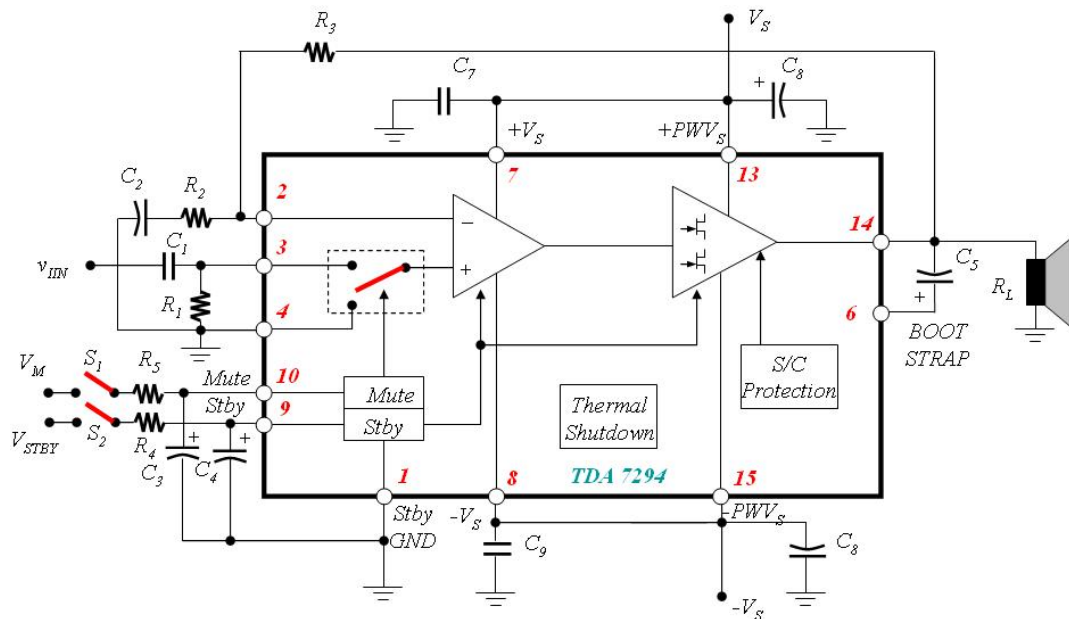 R3
VS
C7
+
C8
+VS
+PWVS
7
13
C2
R2
2
14
C1
3
−
vIIN
+
C5
R1
4
+
RL
6
BOOT
STRAP
VM
S1
R5
Mute
10
Mute
S/C
Protection
Stby
9
Stby
Thermal
Shutdown
VSTBY
S2
R4
+
+
C3
C4
1
8
TDA 7294
15
Stby
-VS
-PWVS
GND
C9
C8
-VS